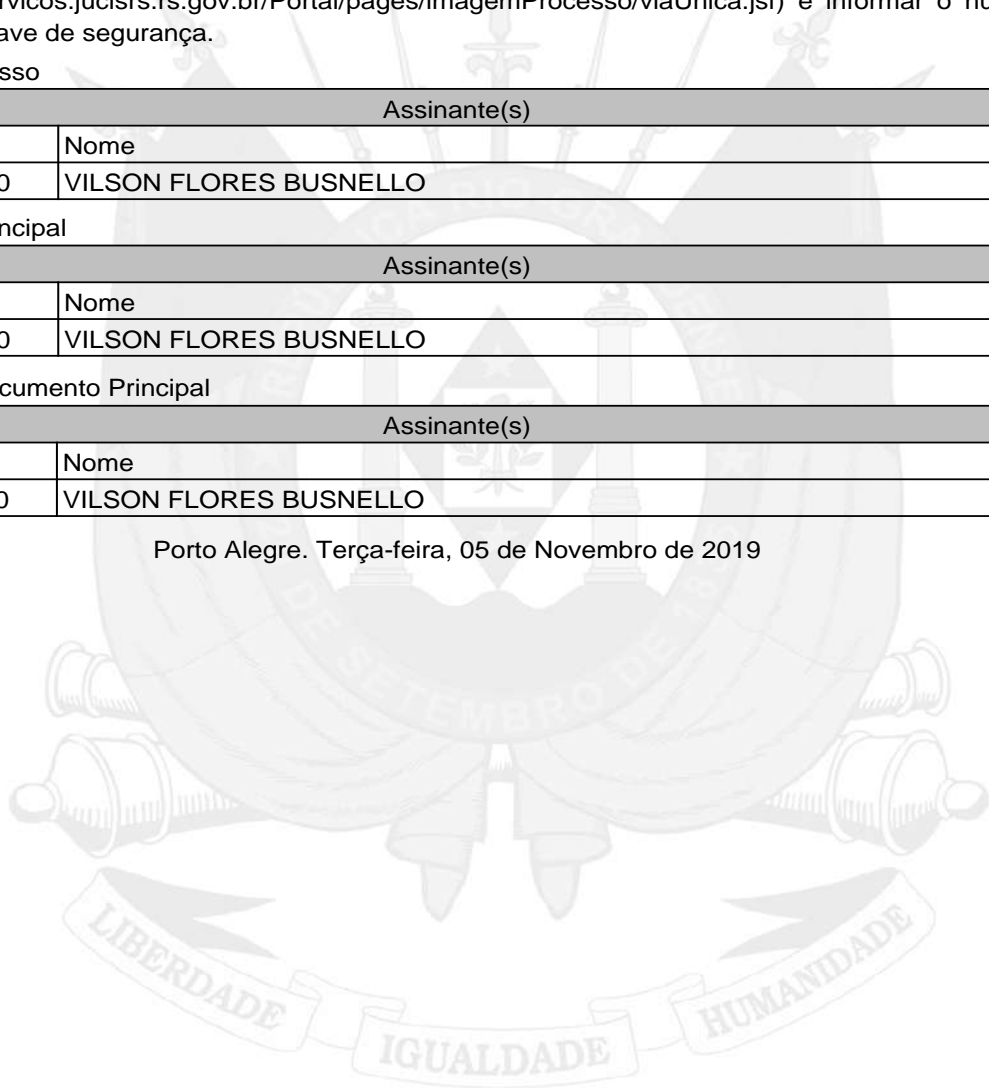 rvicos.jucisrs.rs.gov.br/Portal/pages/imagemProcesso/viaUnica.jsf) e informar o nú
ave de segurança.
sso
Assinante(s)
Nome
0 VILSON FLORES BUSNELLO
ncipal
Assinante(s)
Nome
0 VILSON FLORES BUSNELLO
cumento Principal
Assinante(s)
Nome
0 VILSON FLORES BUSNELLO
Porto Alegre. Terça-feira, 05 de Novembro de 2019
LIBERDADE IGUALDADE HUMANIDADE